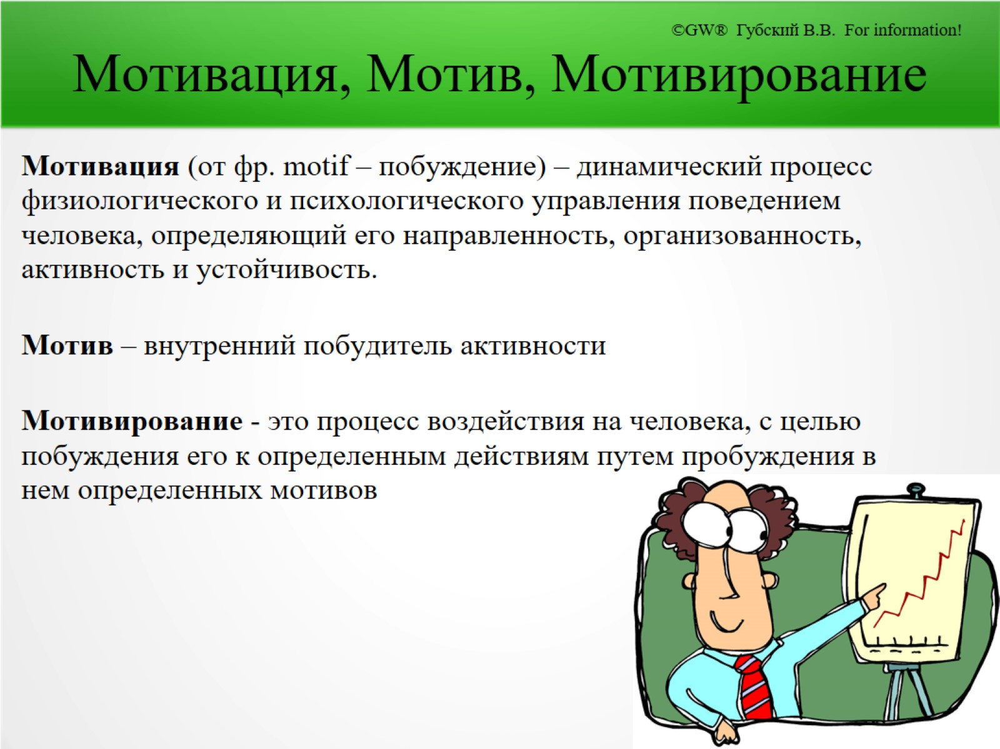 ©GW® Губский В.В. For information!
Мотивация, Мотив, Мотивирование
Мотивация (от фр. motif – побуждение) – динамический процесс
физиологического и психологического управления поведением
человека, определяющий его направленность, организованность,
активность и устойчивость.
Мотив – внутренний побудитель активности
Мотивирование - это процесс воздействия на человека, с целью
побуждения его к определенным действиям путем пробуждения в
нем определенных мотивов